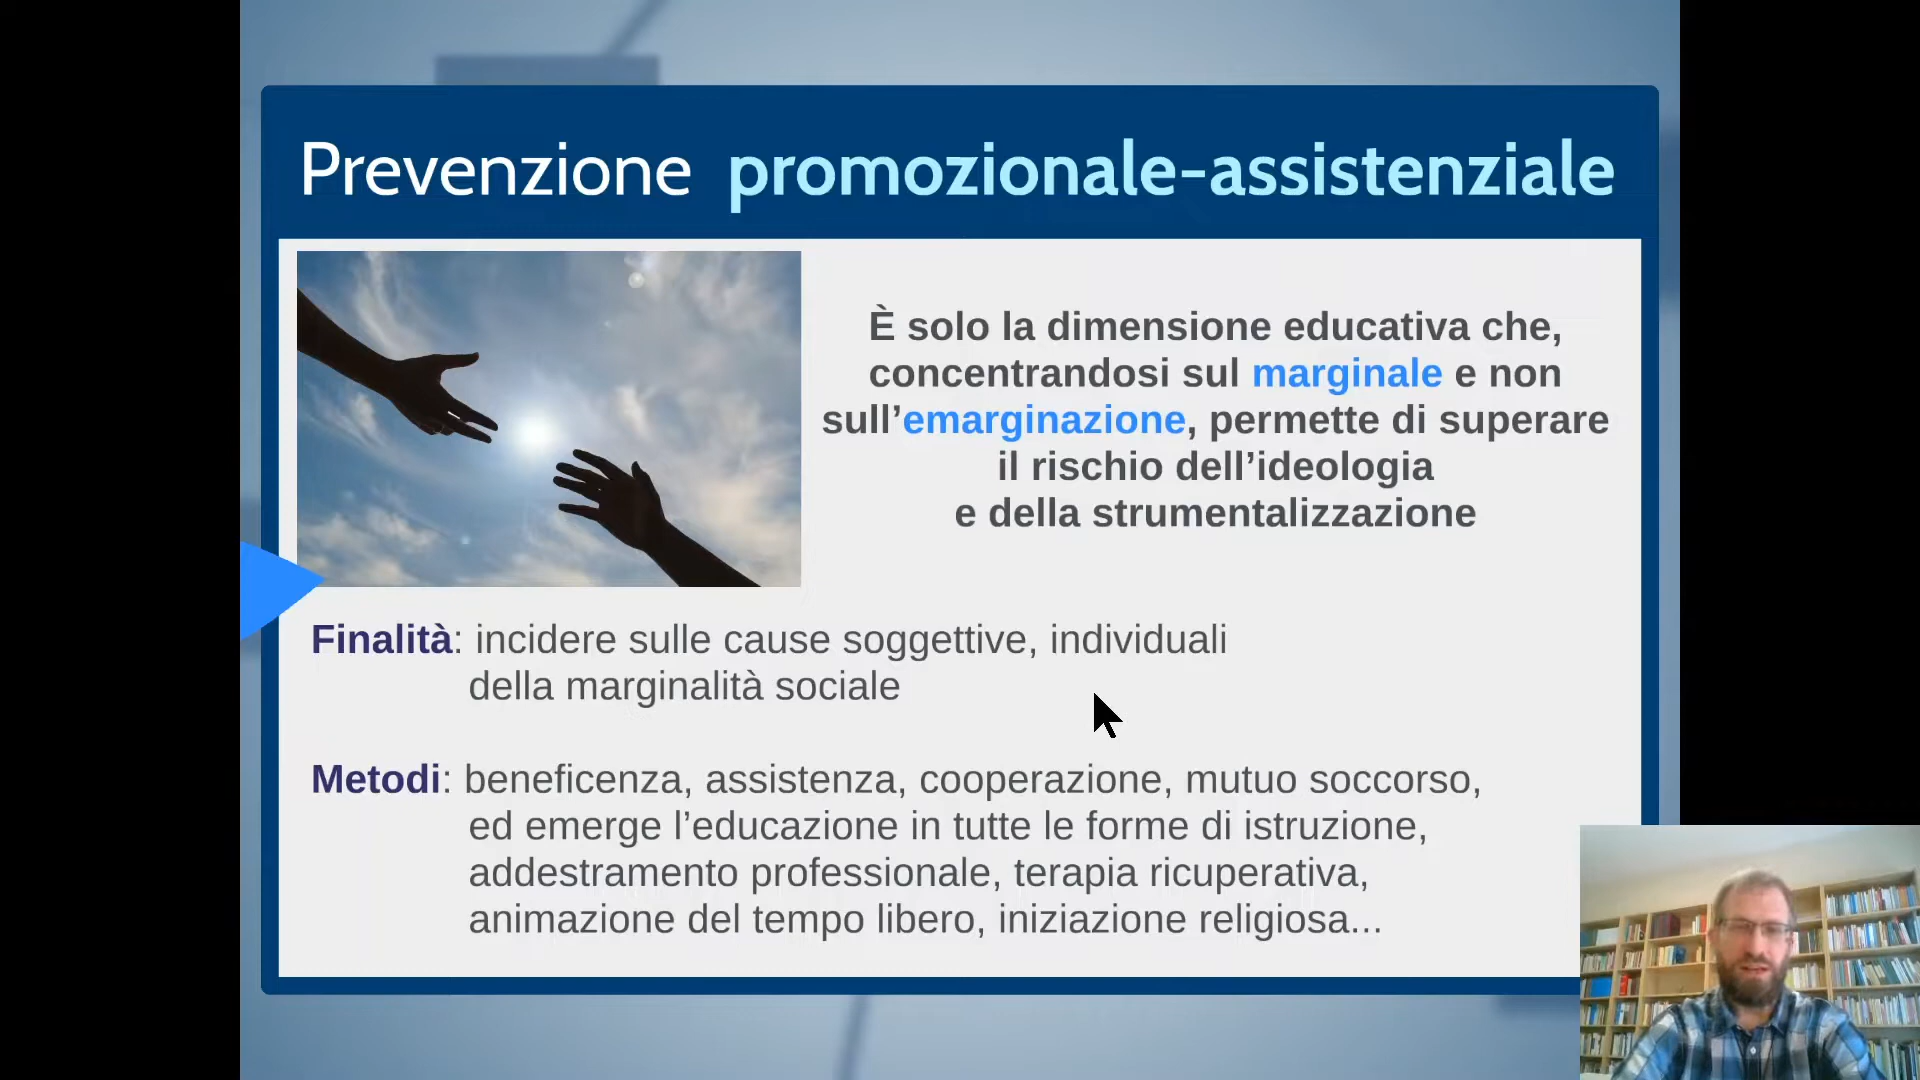 Prevenzione promozionale-assistenziale
È solo la dimensione educativa che,
concentrandosi sul marginale e non
sull’emarginazione, permette di superare
il rischio dell’ideologia
e della strumentalizzazione
Finalità: incidere sulle cause soggettive, individuali
della marginalità sociale
Metodi: beneficenza, assistenza, cooperazione, mutuo soccorso,
ed emerge l’educazione in tutte le forme di istruzione,
addestramento professionale, terapia ricuperativa,
animazione del tempo libero, iniziazione religiosa...